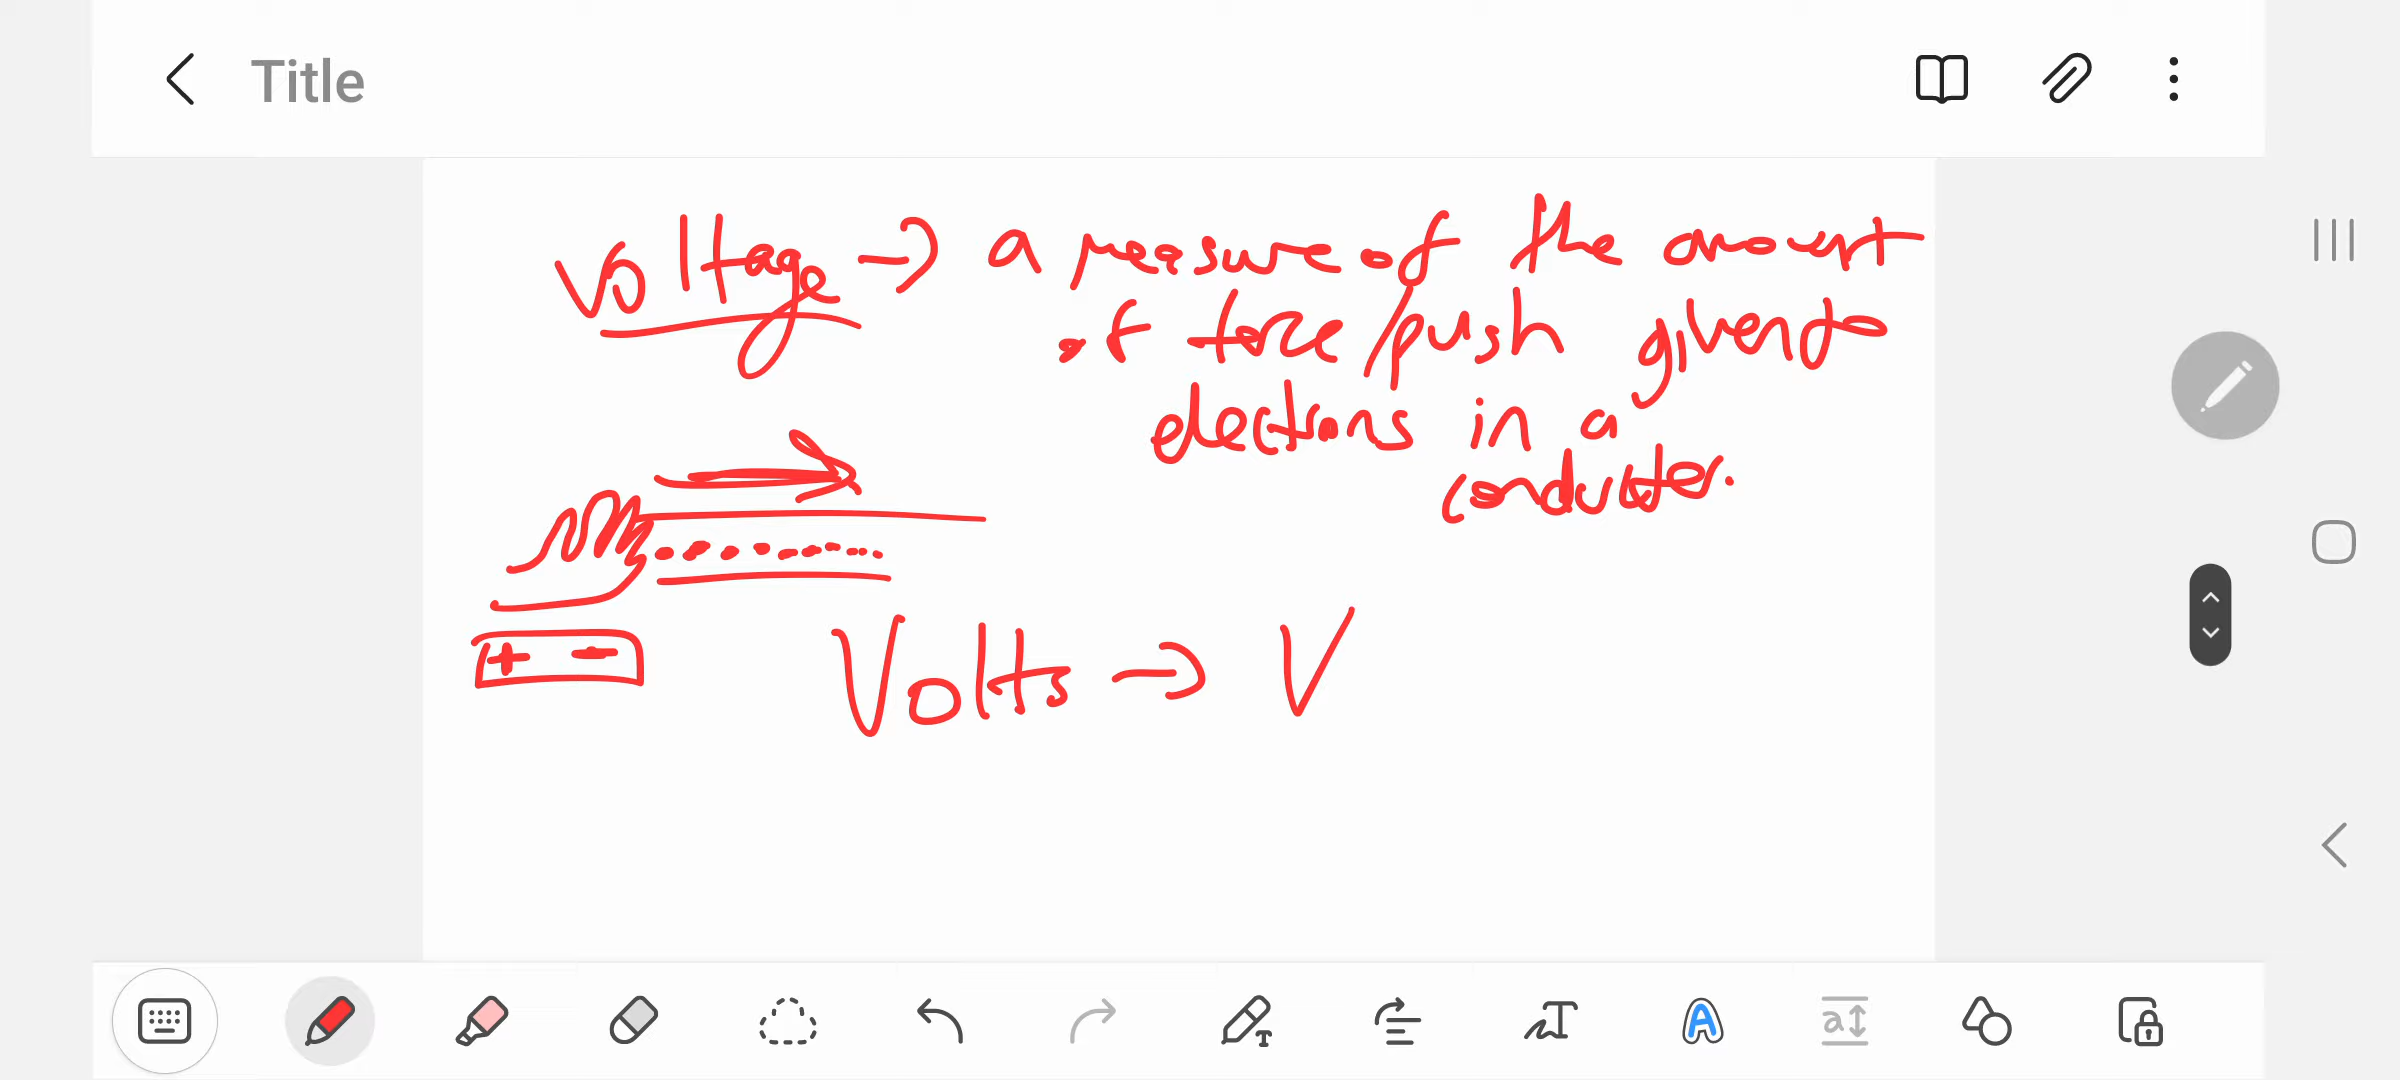 Title
Voltage → a measure of the amount
of force/push given to
electrons in a
conductor.
+ -
Volts → V
T
T
A
a